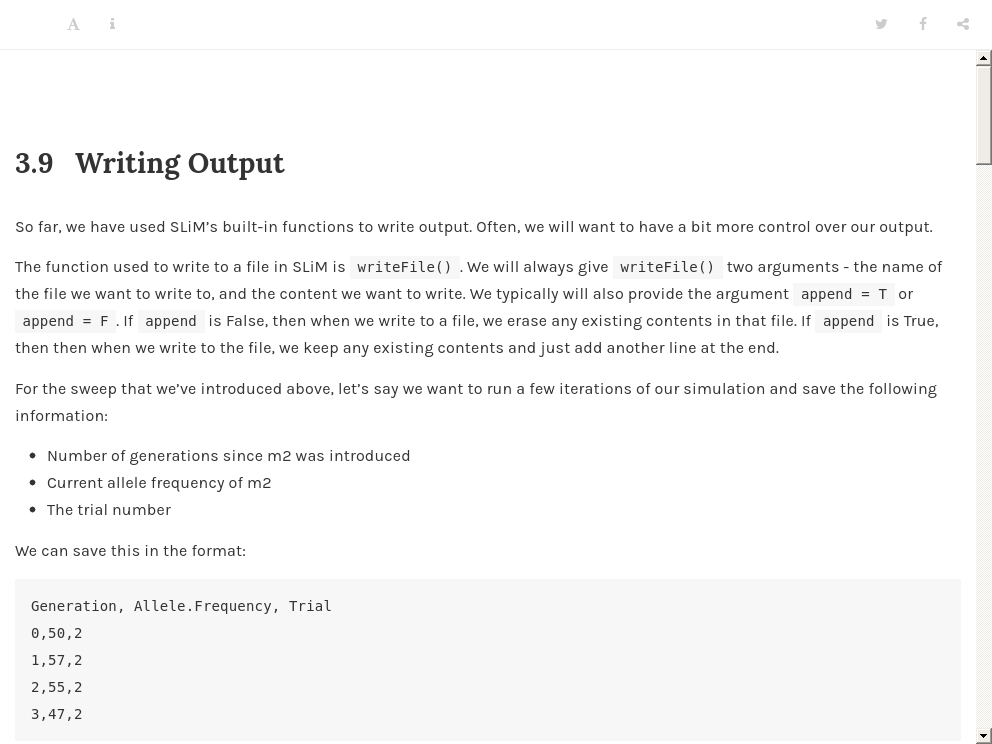 3.9 Writing Output
So far, we have used SLiM’s built-in functions to write output. Often, we will want to have a bit more control over our output.
The function used to write to a file in SLiM is writeFile() . We will always give writeFile() two arguments - the name of
the file we want to write to, and the content we want to write. We typically will also provide the argument append = T or
append = F . If append is False, then when we write to a file, we erase any existing contents in that file. If append is True,
then then when we write to the file, we keep any existing contents and just add another line at the end.
For the sweep that we’ve introduced above, let’s say we want to run a few iterations of our simulation and save the following
information:
Number of generations since m2 was introduced
Current allele frequency of m2
The trial number
We can save this in the format:
Generation, Allele.Frequency, Trial
0,50,2
1,57,2
2,55,2
3,47,2